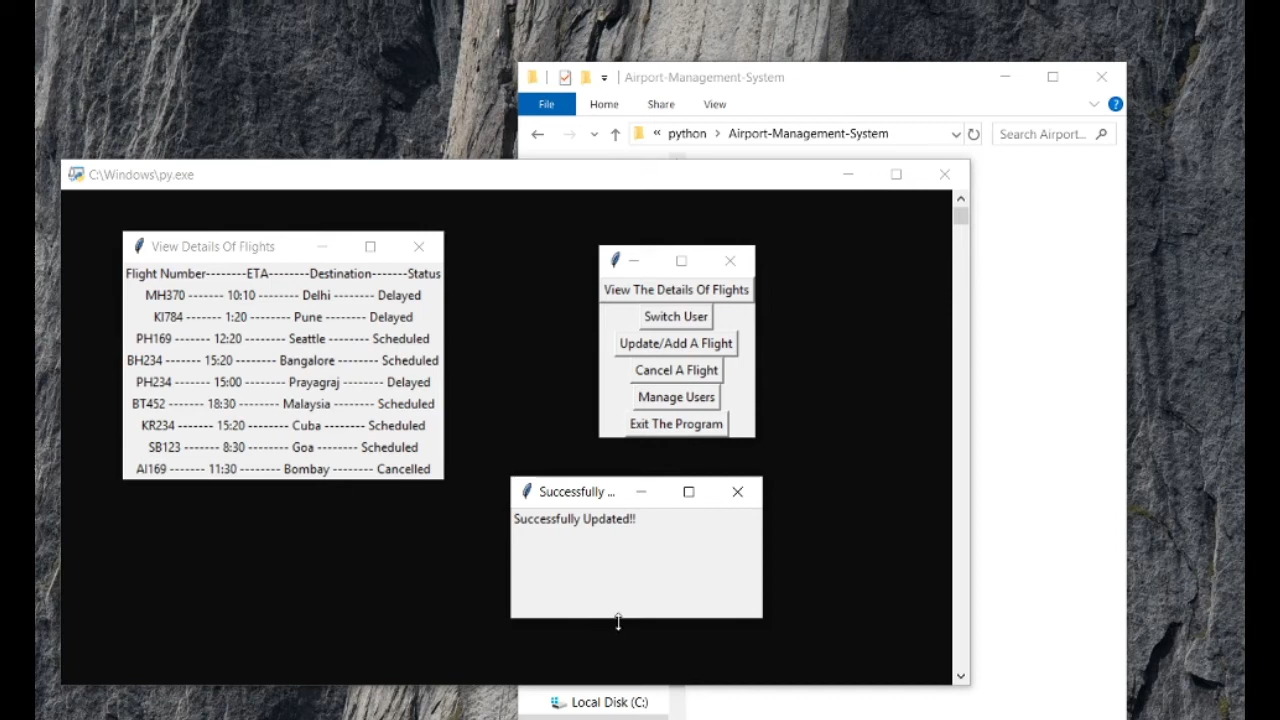 Airport-Management-System
File Home Share View
« python > Airport-Management-System Search Airport...
C:\Windows\py.exe
View Details Of Flights
Flight Number--------ETA--------Destination-------Status
MH370 ------- 10:10 -------- Delhi -------- Delayed
KI784 ------- 1:20 -------- Pune -------- Delayed
PH169 ------- 12:20 -------- Seattle -------- Scheduled
BH234 ------- 15:20 -------- Bangalore -------- Scheduled
PH234 ------- 15:00 -------- Prayagraj -------- Delayed
BT452 ------- 18:30 -------- Malaysia -------- Scheduled
KR234 ------- 15:20 -------- Cuba -------- Scheduled
SB123 ------- 8:30 -------- Goa -------- Scheduled
AI169 ------- 11:30 -------- Bombay -------- Cancelled
View The Details Of Flights
Switch User
Update/Add A Flight
Cancel A Flight
Manage Users
Exit The Program
Successfully ...
Successfully Updated!!
Local Disk (C:)